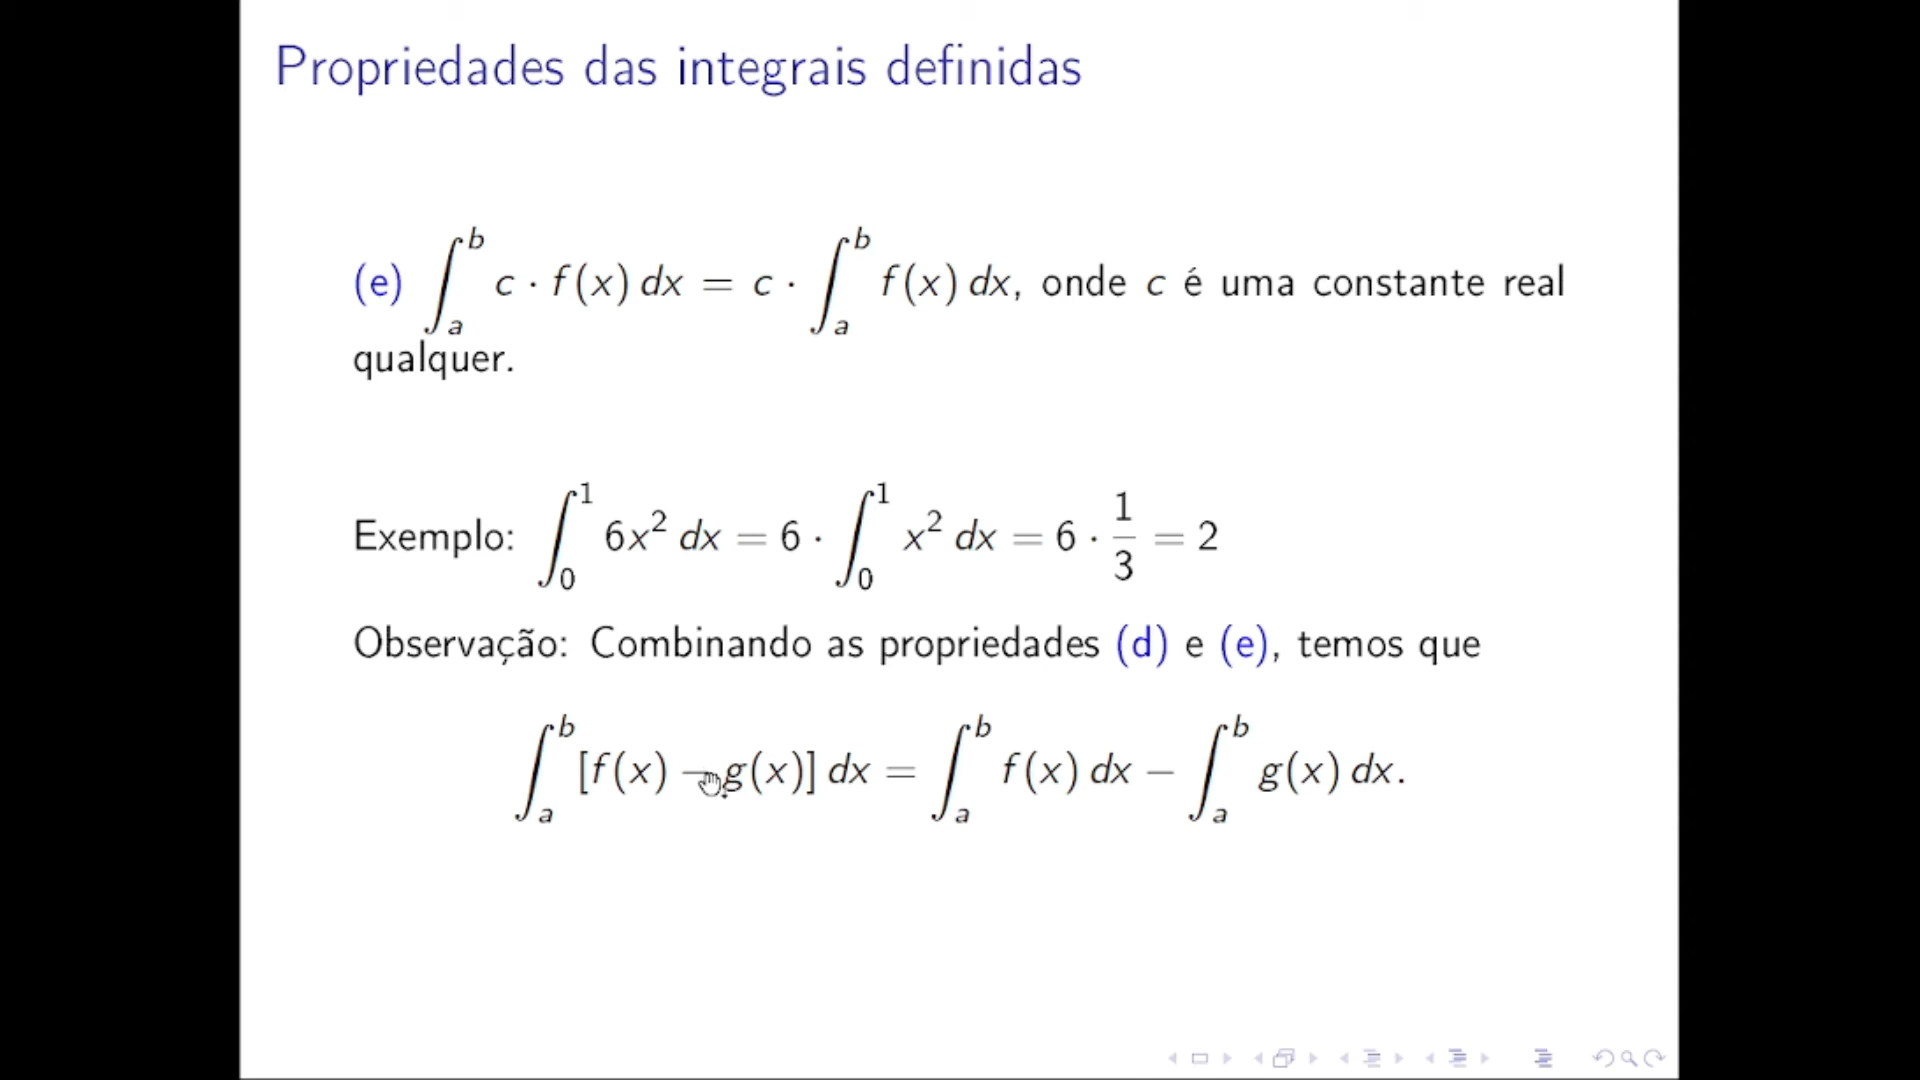 Propriedades das integrais definidas
(e) ∫_a^b c · f(x) dx = c · ∫_a^b f(x) dx, onde c é uma constante real
qualquer.
Exemplo: ∫_0^1 6x² dx = 6 · ∫_0^1 x² dx = 6 · 1/3 = 2
Observação: Combinando as propriedades (d) e (e), temos que
∫_a^b [f(x) − g(x)] dx = ∫_a^b f(x) dx − ∫_a^b g(x) dx.